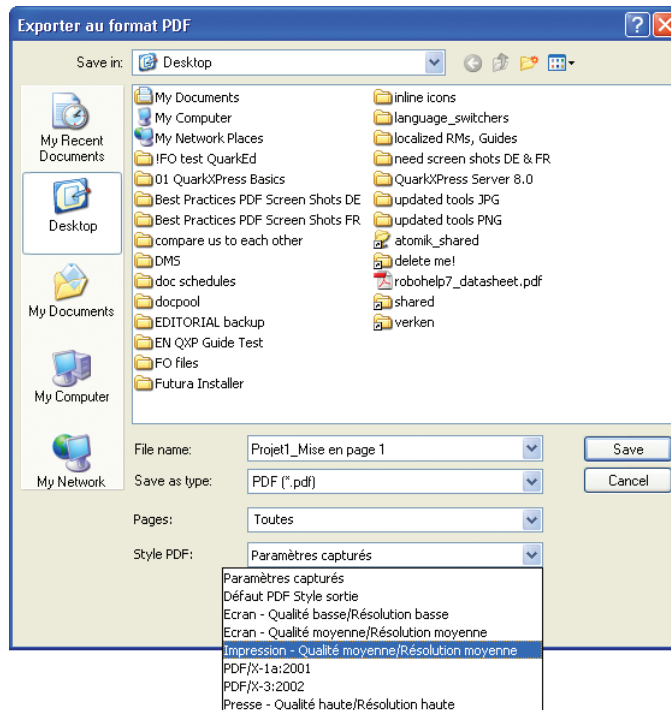 Exporter au format PDF
Save in:
Desktop
My Recent
Documents
Desktop
My Documents
My Computer
My Network
My Documents
My Computer
My Network Places
!FO test QuarkEd
01 QuarkXPress Basics
Best Practices PDF Screen Shots DE
Best Practices PDF Screen Shots FR
compare us to each other
DMS
doc schedules
docpool
EDITORIAL backup
EN QXP Guide Test
FO files
Futura Installer
inline icons
language_switchers
localized RMs, Guides
need screen shots DE & FR
QuarkXPress Server 8.0
updated tools JPG
updated tools PNG
atomik_shared
delete me!
robohelp7_datasheet.pdf
shared
verken
File name:
Projet1_Mise en page 1
Save
Save as type:
PDF (*.pdf)
Cancel
Pages:
Toutes
Style PDF:
Paramètres capturés
Paramètres capturés
Défaut PDF Style sortie
Ecran - Qualité basse/Résolution basse
Ecran - Qualité moyenne/Résolution moyenne
Impression - Qualité moyenne/Résolution moyenne
PDF/X-1a:2001
PDF/X-3:2002
Presse - Qualité haute/Résolution haute